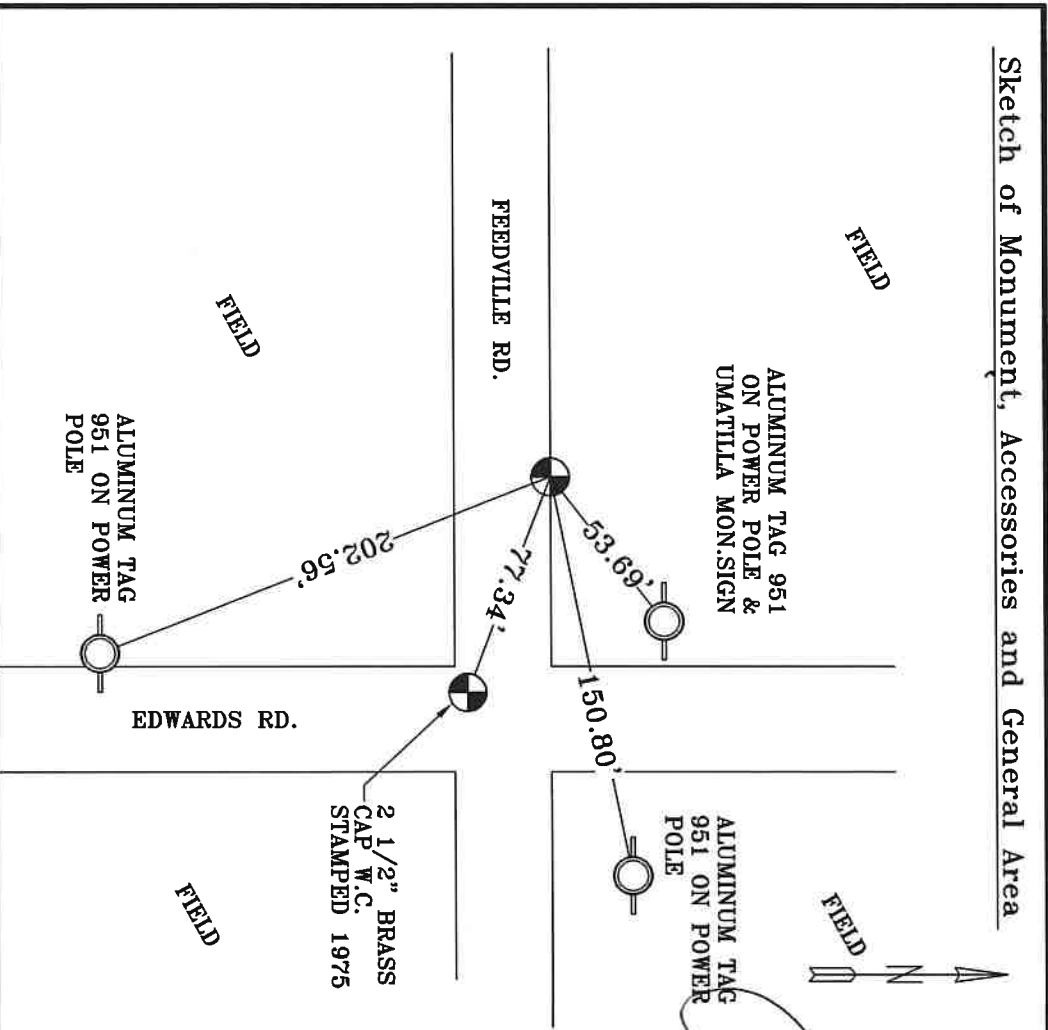 Sketch of Monument, Accessories and General Area
FIELD
FIELD
N
ALUMINUM TAG 951
ON POWER POLE &
UMATILLA MON.SIGN
ALUMINUM TAG
951 ON POWER
POLE
53.69'
150.80'
FEEDVILLE RD.
77.34'
202.56'
2 1/2" BRASS
CAP W.C.
STAMPED 1975
FIELD
FIELD
EDWARDS RD.
ALUMINUM TAG
951 ON POWER
POLE